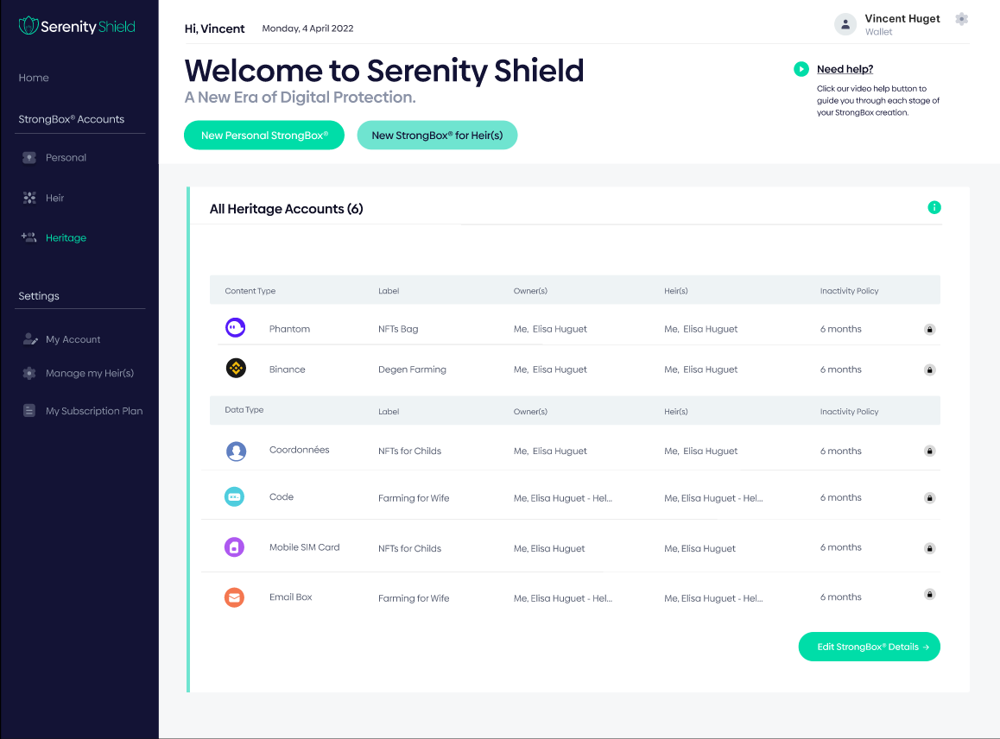 Serenity Shield
Home
StrongBox® Accounts
Personal
Heir
Heritage
Settings
My Account
Manage my Heir(s)
My Subscription Plan
Hi, Vincent
Monday, 4 April 2022
Vincent Huget
Wallet
Welcome to Serenity Shield
A New Era of Digital Protection.
New Personal StrongBox®
New StrongBox® for Heir(s)
Need help?
Click our video help button to
guide you through each stage of
your StrongBox creation.
All Heritage Accounts (6)
Content Type Label Owner(s) Heir(s) Inactivity Policy
Phantom NFTs Bag Me, Elisa Huguet Me, Elisa Huguet 6 months
Binance Degen Farming Me, Elisa Huguet Me, Elisa Huguet 6 months
Data Type Label Owner(s) Heir(s) Inactivity Policy
Coordonnées NFTs for Childs Me, Elisa Huguet Me, Elisa Huguet 6 months
Code Farming for Wife Me, Elisa Huguet - Hel... Me, Elisa Huguet - Hel... 6 months
Mobile SIM Card NFTs for Childs Me, Elisa Huguet Me, Elisa Huguet 6 months
Email Box Farming for Wife Me, Elisa Huguet - Hel... Me, Elisa Huguet - Hel... 6 months
Edit StrongBox® Details →